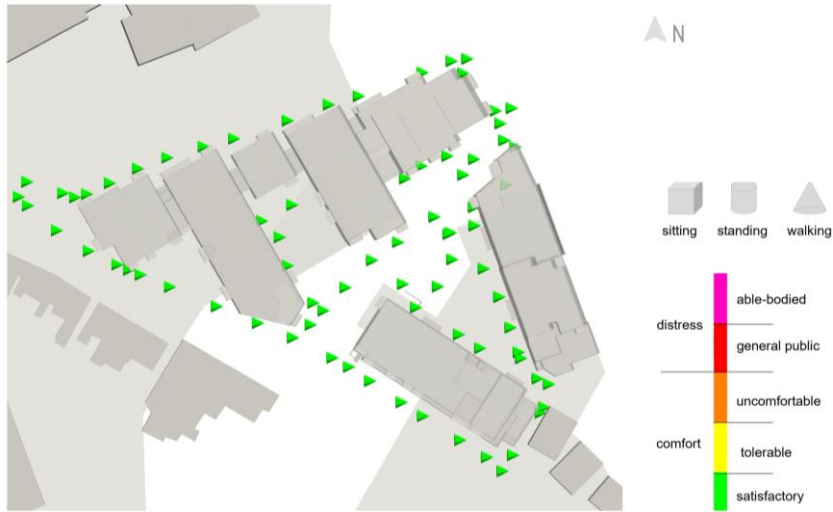 N
sitting standing walking
able-bodied
distress
general public
uncomfortable
comfort
tolerable
satisfactory